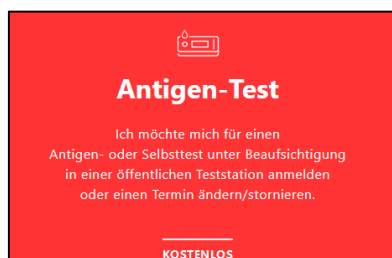 Antigen-Test
Ich möchte mich für einen
Antigen- oder Selbsttest unter Beaufsichtigung
in einer öffentlichen Teststation anmelden
oder einen Termin ändern/stornieren.
KOSTENLOS